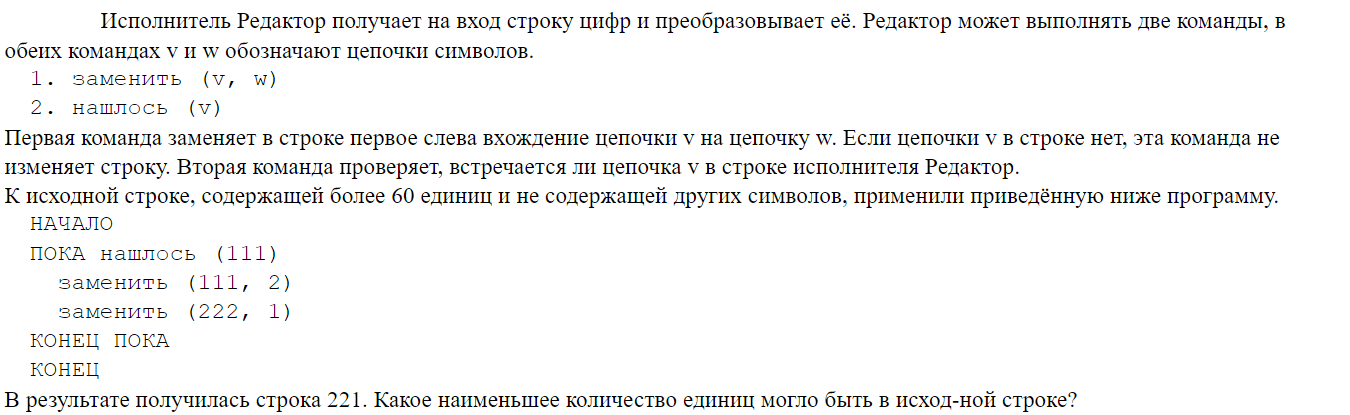 Исполнитель Редактор получает на вход строку цифр и преобразовывает её. Редактор может выполнять две команды, в
обеих командах v и w обозначают цепочки символов.
1. заменить (v, w)
2. нашлось (v)
Первая команда заменяет в строке первое слева вхождение цепочки v на цепочку w. Если цепочки v в строке нет, эта команда не
изменяет строку. Вторая команда проверяет, встречается ли цепочка v в строке исполнителя Редактор.
К исходной строке, содержащей более 60 единиц и не содержащей других символов, применили приведённую ниже программу.
НАЧАЛО
ПОКА нашлось (111)
заменить (111, 2)
заменить (222, 1)
КОНЕЦ ПОКА
КОНЕЦ
В результате получилась строка 221. Какое наименьшее количество единиц могло быть в исход-ной строке?